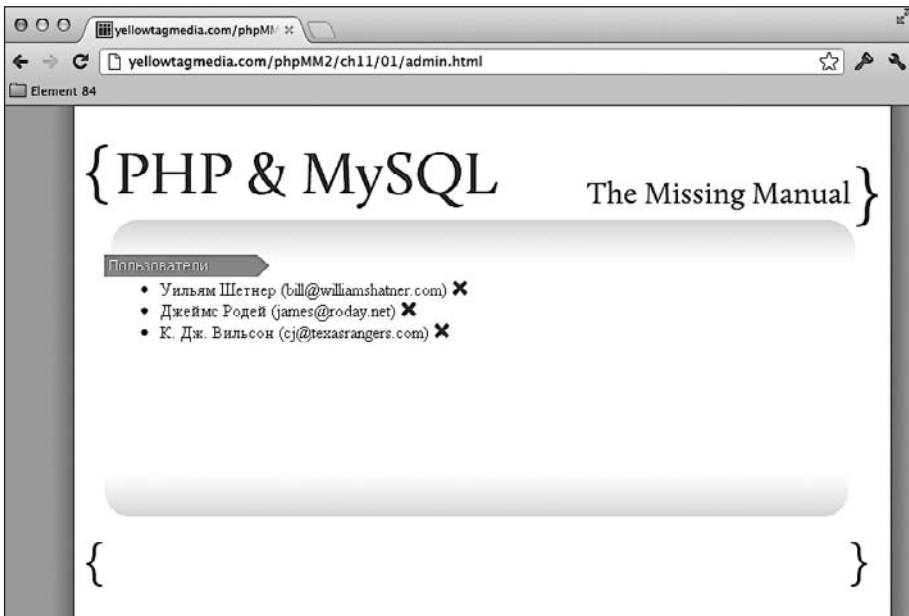 yellowtagmedia.com/phpMM
yellowtagmedia.com/phpMM2/ch11/01/admin.html
Element 84
{PHP & MySQL
The Missing Manual}
Пользователи
• Уильям Шетнер (bill@williamshatner.com) ✖
• Джеймс Родей (james@roday.net) ✖
• К. Дж. Вильсон (cj@texasrangers.com) ✖
{ }